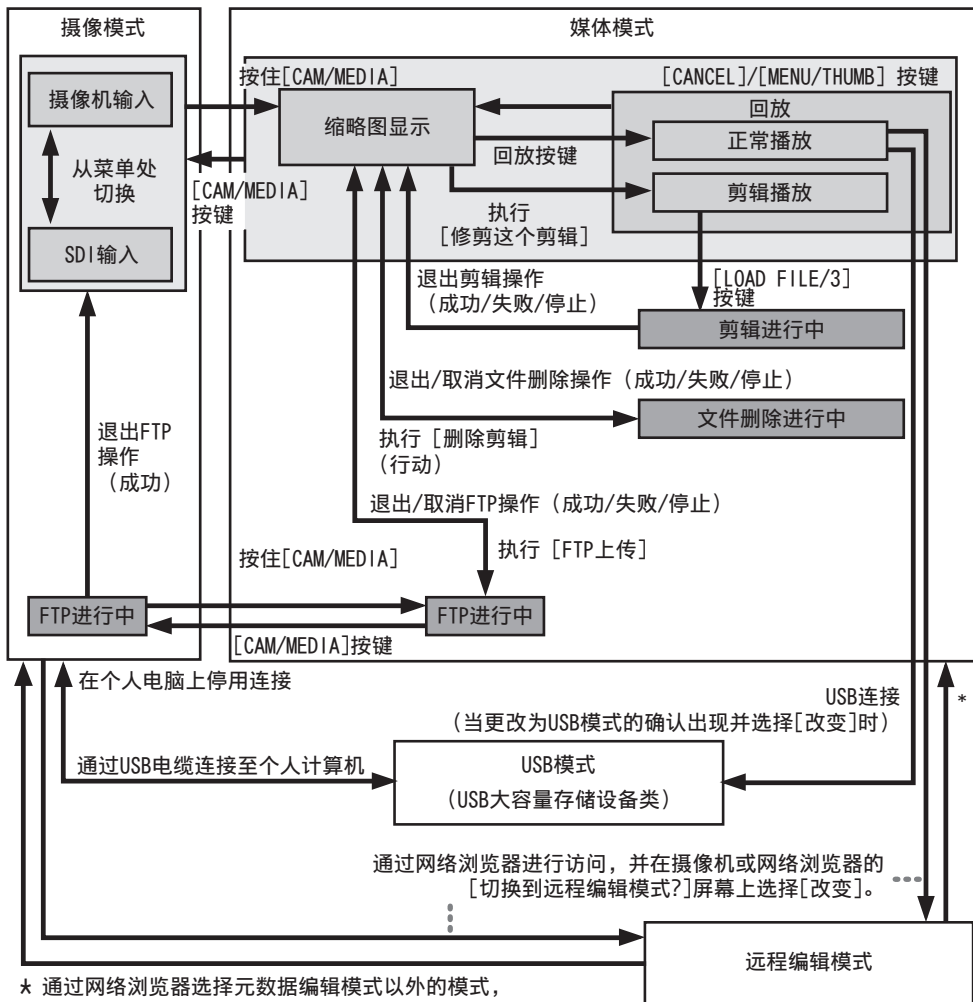 摄像模式
媒体模式
按住[CAM/MEDIA]
[CANCEL]/[MENU/THUMB] 按键
摄像机输入
缩略图显示
回放
正常播放
回放按键
从菜单处
切换
[CAM/MEDIA]
按键
剪辑播放
执行
[修剪这个剪辑]
SDI输入
退出剪辑操作
（成功/失败/停止）
[LOAD FILE/3]
按键
剪辑进行中
退出/取消文件删除操作（成功/失败/停止）
文件删除进行中
执行［删除剪辑］
（行动）
退出FTP
操作
（成功）
退出/取消FTP操作（成功/失败/停止）
执行［FTP上传］
按住[CAM/MEDIA]
FTP进行中
FTP进行中
[CAM/MEDIA]按键
在个人电脑上停用连接
USB连接
*
（当更改为USB模式的确认出现并选择[改变]时）
通过USB电缆连接至个人计算机
USB模式
（USB大容量存储设备类）
通过网络浏览器进行访问，并在摄像机或网络浏览器的
[切换到远程编辑模式?]屏幕上选择[改变]。
远程编辑模式
* 通过网络浏览器选择元数据编辑模式以外的模式，